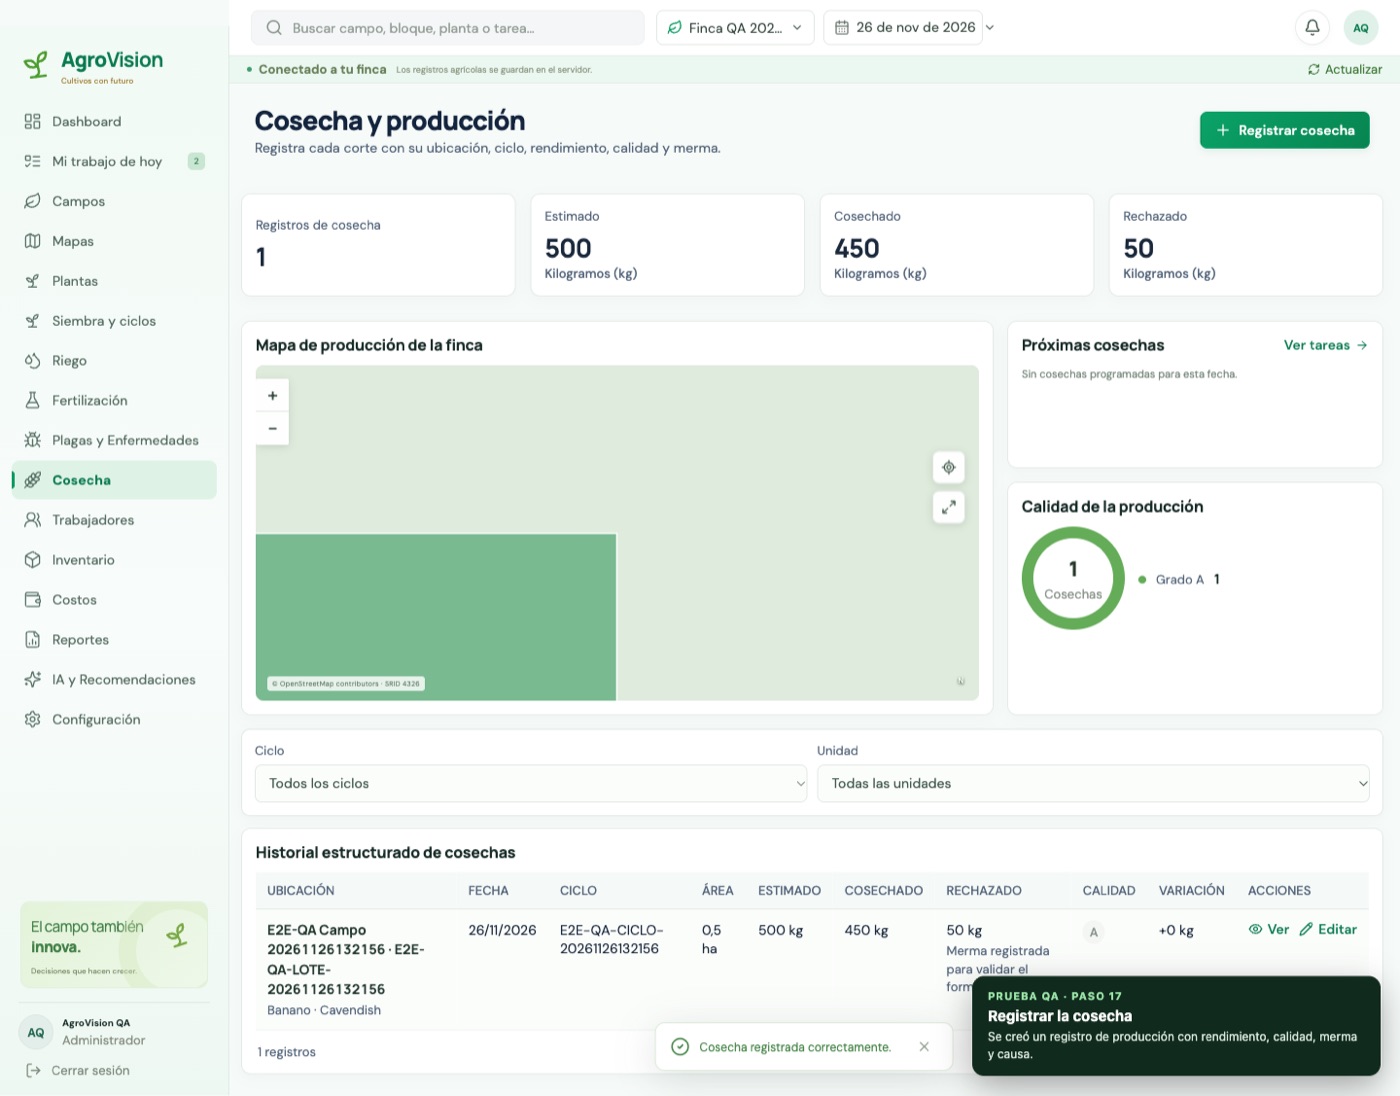 AgroVision
Cultivos con futuro
Dashboard
Mi trabajo de hoy 2
Campos
Mapas
Plantas
Siembra y ciclos
Riego
Fertilización
Plagas y Enfermedades
Cosecha
Trabajadores
Inventario
Costos
Reportes
IA y Recomendaciones
Configuración
El campo también
innova.
Decisiones que hacen crecer.
AQ
AgroVision QA
Administrador
Cerrar sesión
Buscar campo, bloque, planta o tarea...
Finca QA 202...
26 de nov de 2026
AQ
Conectado a tu finca Los registros agrícolas se guardan en el servidor.
Actualizar
Cosecha y producción
Registra cada corte con su ubicación, ciclo, rendimiento, calidad y merma.
+ Registrar cosecha
Registros de cosecha
1
Estimado
500
Kilogramos (kg)
Cosechado
450
Kilogramos (kg)
Rechazado
50
Kilogramos (kg)
Mapa de producción de la finca
+
−
© OpenStreetMap contributors · SRID 4326
Próximas cosechas
Ver tareas →
Sin cosechas programadas para esta fecha.
Calidad de la producción
1
Cosechas
Grado A 1
Ciclo
Todos los ciclos
Unidad
Todas las unidades
Historial estructurado de cosechas
UBICACIÓN FECHA CICLO ÁREA ESTIMADO COSECHADO RECHAZADO CALIDAD VARIACIÓN ACCIONES
E2E-QA Campo
20261126132156 · E2E-
QA-LOTE-
20261126132156
Banano · Cavendish
26/11/2026
E2E-QA-CICLO-
20261126132156
0,5
ha
500 kg
450 kg
50 kg
Merma registrada
para validar el
A
+0 kg
Ver Editar
1 registros
Cosecha registrada correctamente.
PRUEBA QA · PASO 17
Registrar la cosecha
Se creó un registro de producción con rendimiento, calidad, merma
y causa.